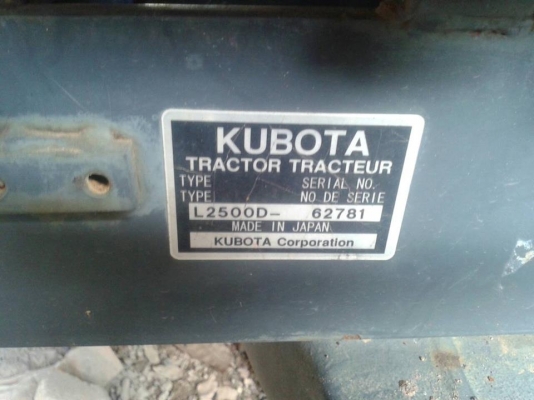 KUBOTA
TRACTOR TRACTEUR
TYPE SERIAL NO.
TYPE NO DE SERIE
L2500D- 62781
MADE IN JAPAN
KUBOTA Corporation